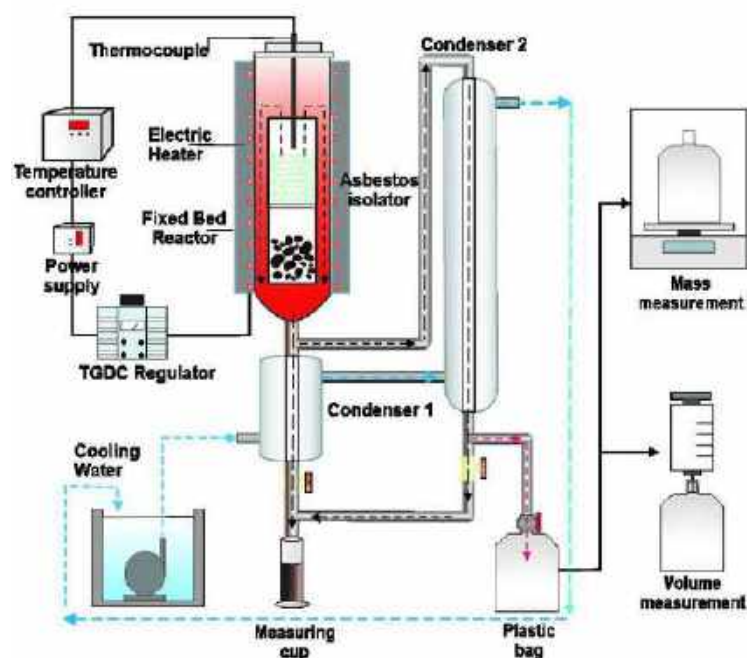 Thermocouple
Condenser 2
Electric
Heater
Temperature
controller
Asbestos
isolator
Fixed Bed
Reactor
Power
supply
Mass
measurement
TGDC Regulator
Condenser 1
Cooling
Water
Volume
measurement
Measuring
cup
Plastic
bag